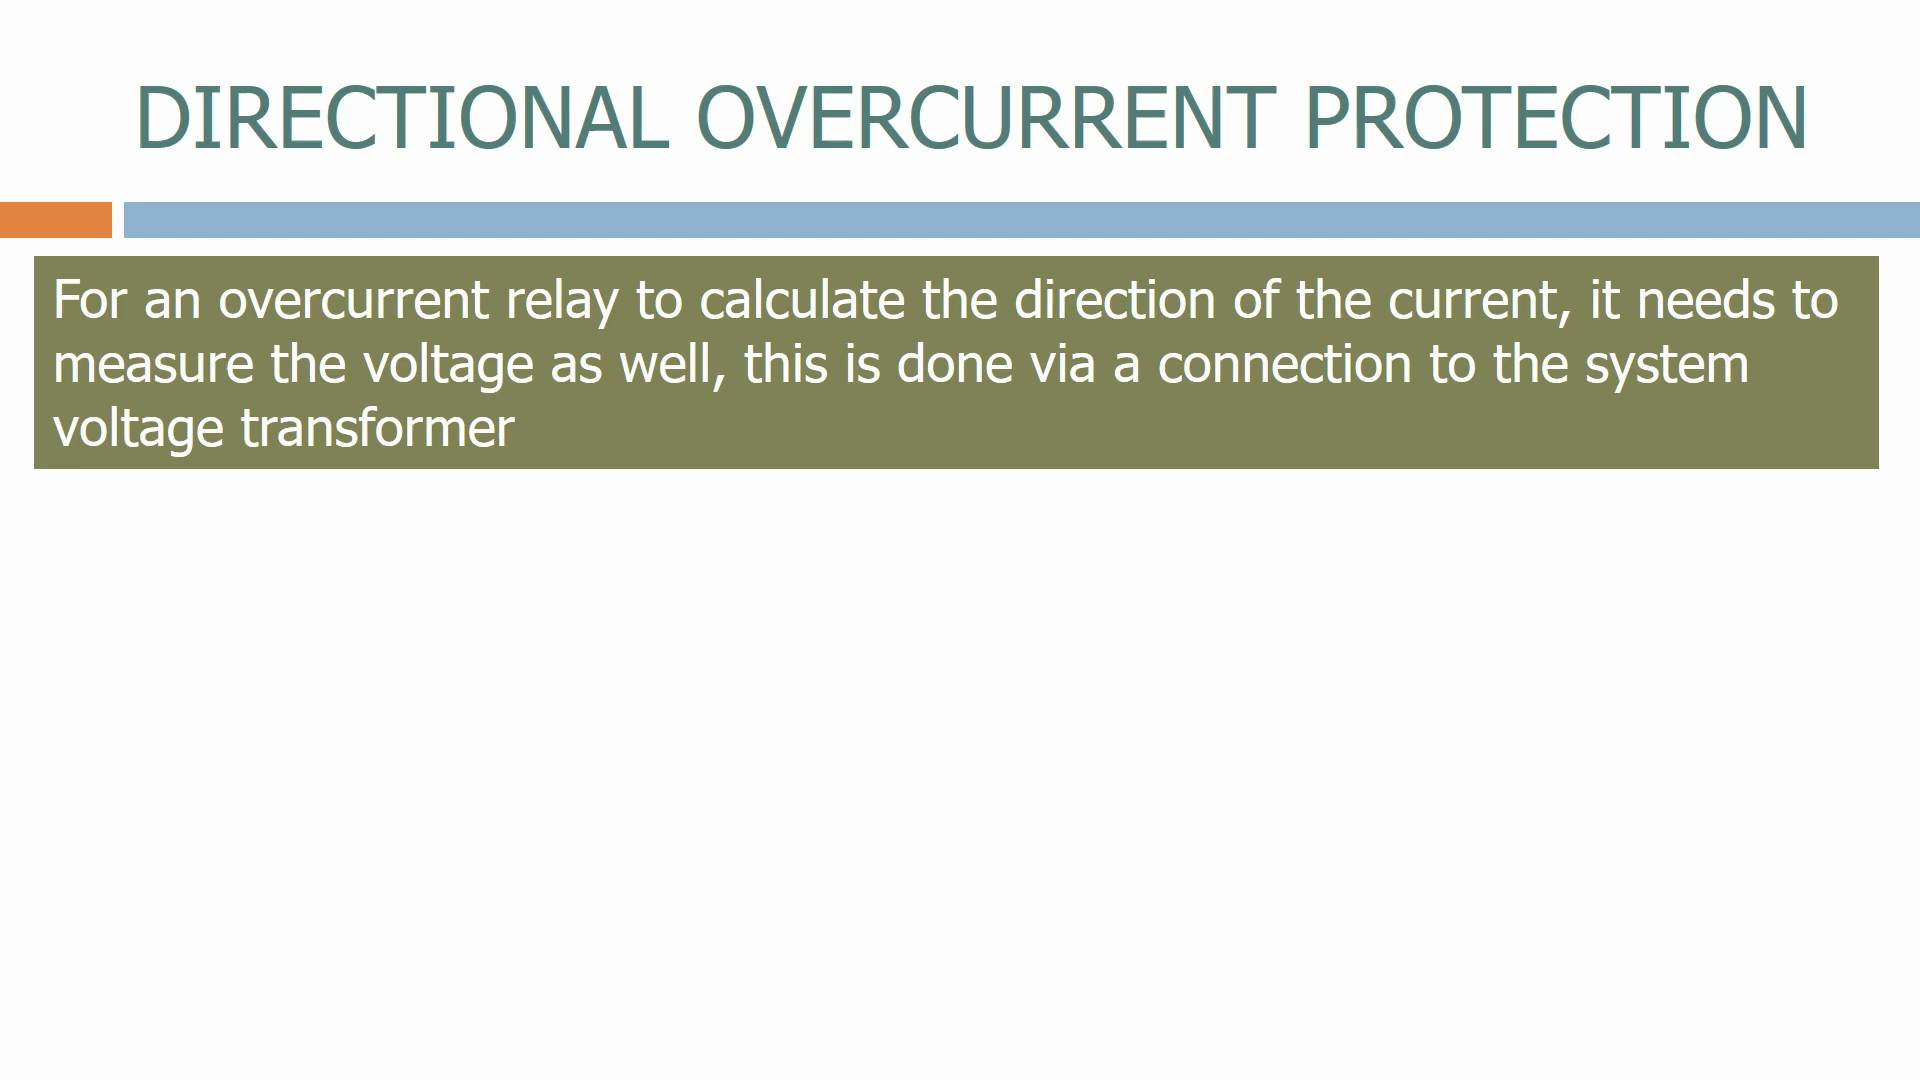 DIRECTIONAL OVERCURRENT PROTECTION
For an overcurrent relay to calculate the direction of the current, it needs to
measure the voltage as well, this is done via a connection to the system
voltage transformer